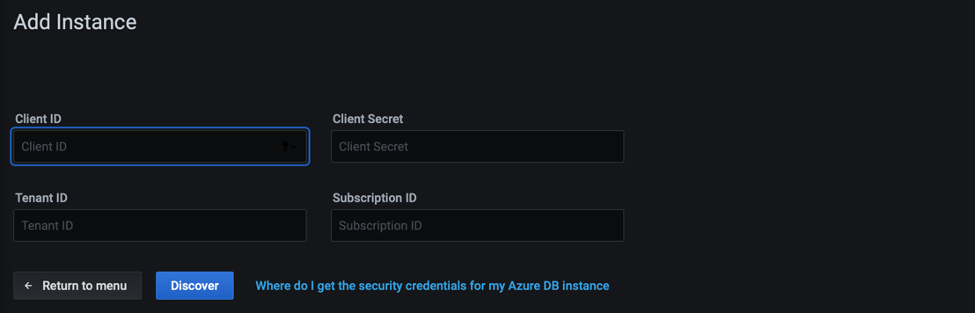 Add Instance
Client ID
Client Secret
Client ID
Client Secret
Tenant ID
Subscription ID
Tenant ID
Subscription ID
Return to menu
Discover
Where do I get the security credentials for my Azure DB instance